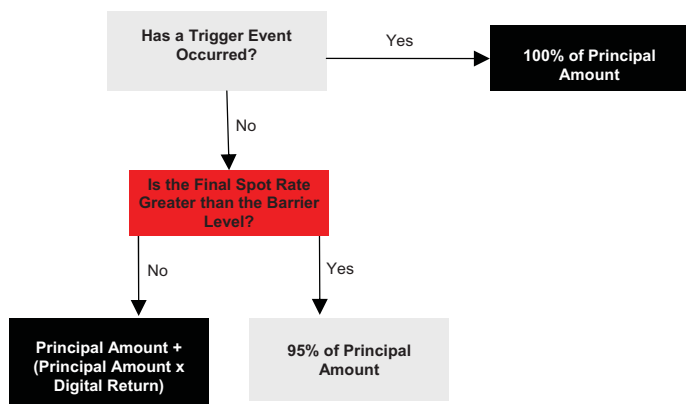 Has a Trigger Event
Occurred?
Yes
100% of Principal
Amount
No
Is the Final Spot Rate
Greater than the Barrier
Level?
No
Yes
Principal Amount +
(Principal Amount x
Digital Return)
95% of Principal
Amount